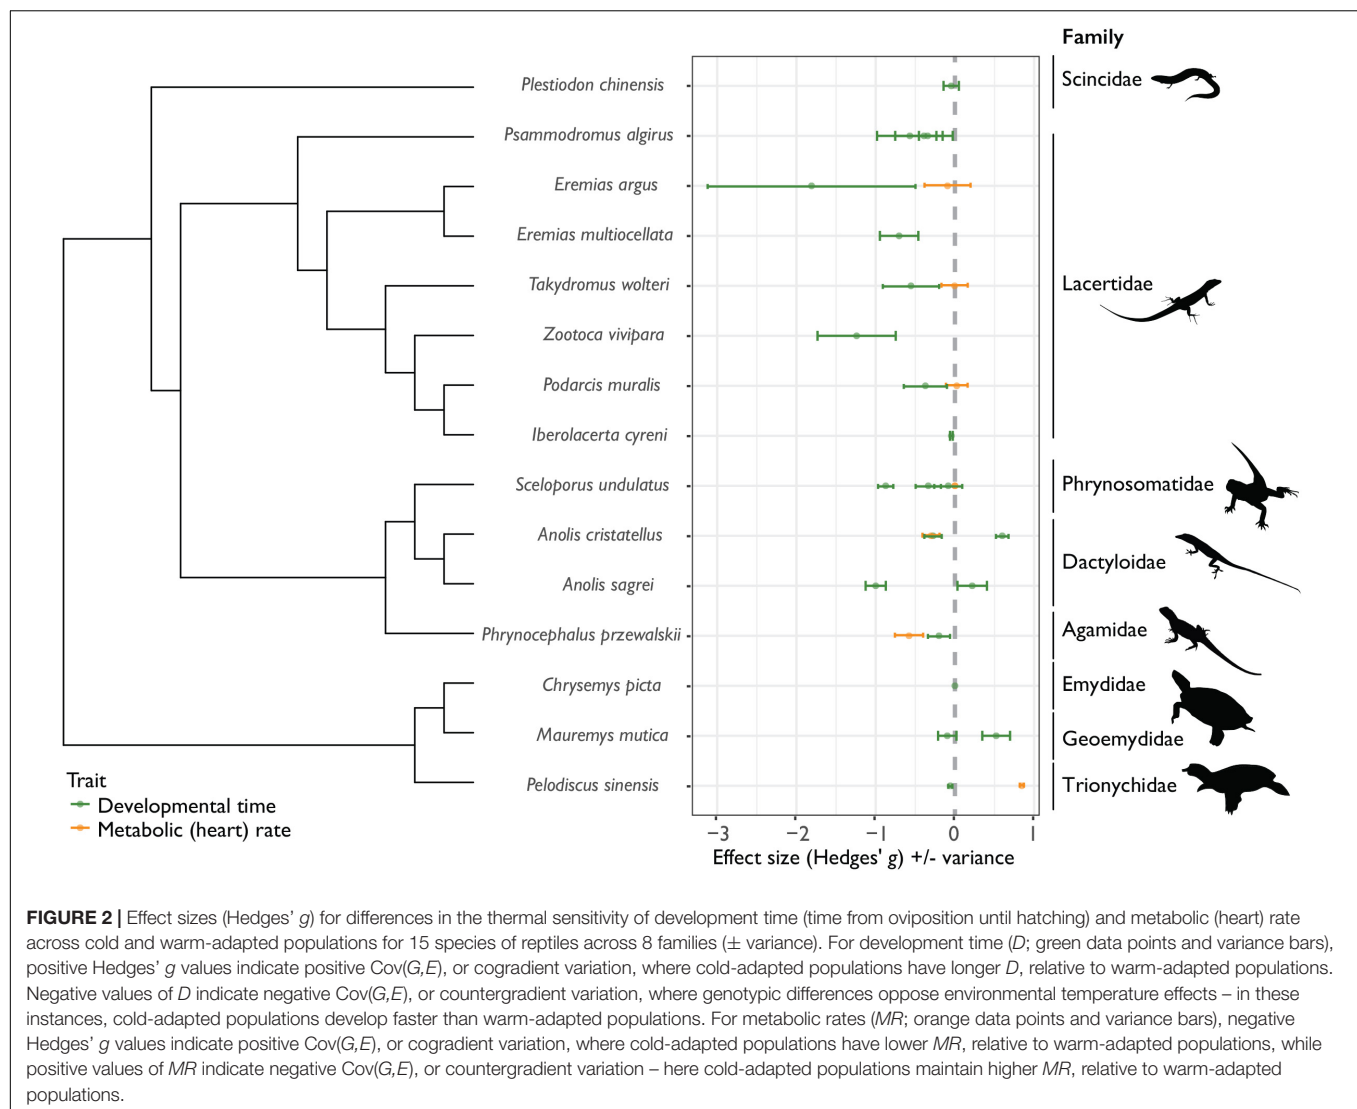 Family
Plestiodon chinensis
Scincidae
Psammodromus algirus
Eremias argus
Eremias multiocellata
Takydromus wolteri
Lacertidae
Zootoca vivipara
Podarcis muralis
Iberolacerta cyreni
Sceloporus undulatus
Phrynosomatidae
Anolis cristatellus
Dactyloidae
Anolis sagrei
Phrynocephalus przewalskii
Agamidae
Chrysemys picta
Emydidae
Mauremys mutica
Geoemydidae
Pelodiscus sinensis
Trionychidae
Trait
Developmental time
Metabolic (heart) rate
−3 −2 −1 0 1
Effect size (Hedges' g) +/- variance
FIGURE 2 | Effect sizes (Hedges’ g) for differences in the thermal sensitivity of development time (time from oviposition until hatching) and metabolic (heart) rate
across cold and warm-adapted populations for 15 species of reptiles across 8 families (± variance). For development time (D; green data points and variance bars),
positive Hedges’ g values indicate positive Cov(G,E), or cogradient variation, where cold-adapted populations have longer D, relative to warm-adapted populations.
Negative values of D indicate negative Cov(G,E), or countergradient variation, where genotypic differences oppose environmental temperature effects – in these
instances, cold-adapted populations develop faster than warm-adapted populations. For metabolic rates (MR; orange data points and variance bars), negative
Hedges’ g values indicate positive Cov(G,E), or cogradient variation, where cold-adapted populations have lower MR, relative to warm-adapted populations, while
positive values of MR indicate negative Cov(G,E), or countergradient variation – here cold-adapted populations maintain higher MR, relative to warm-adapted
populations.